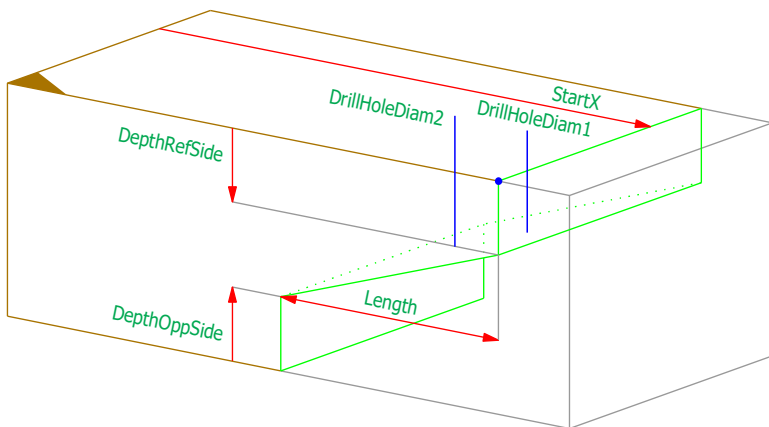 StartX
DrillHoleDiam2
DrillHoleDiam1
DepthRefSide
Length
DepthOppSide